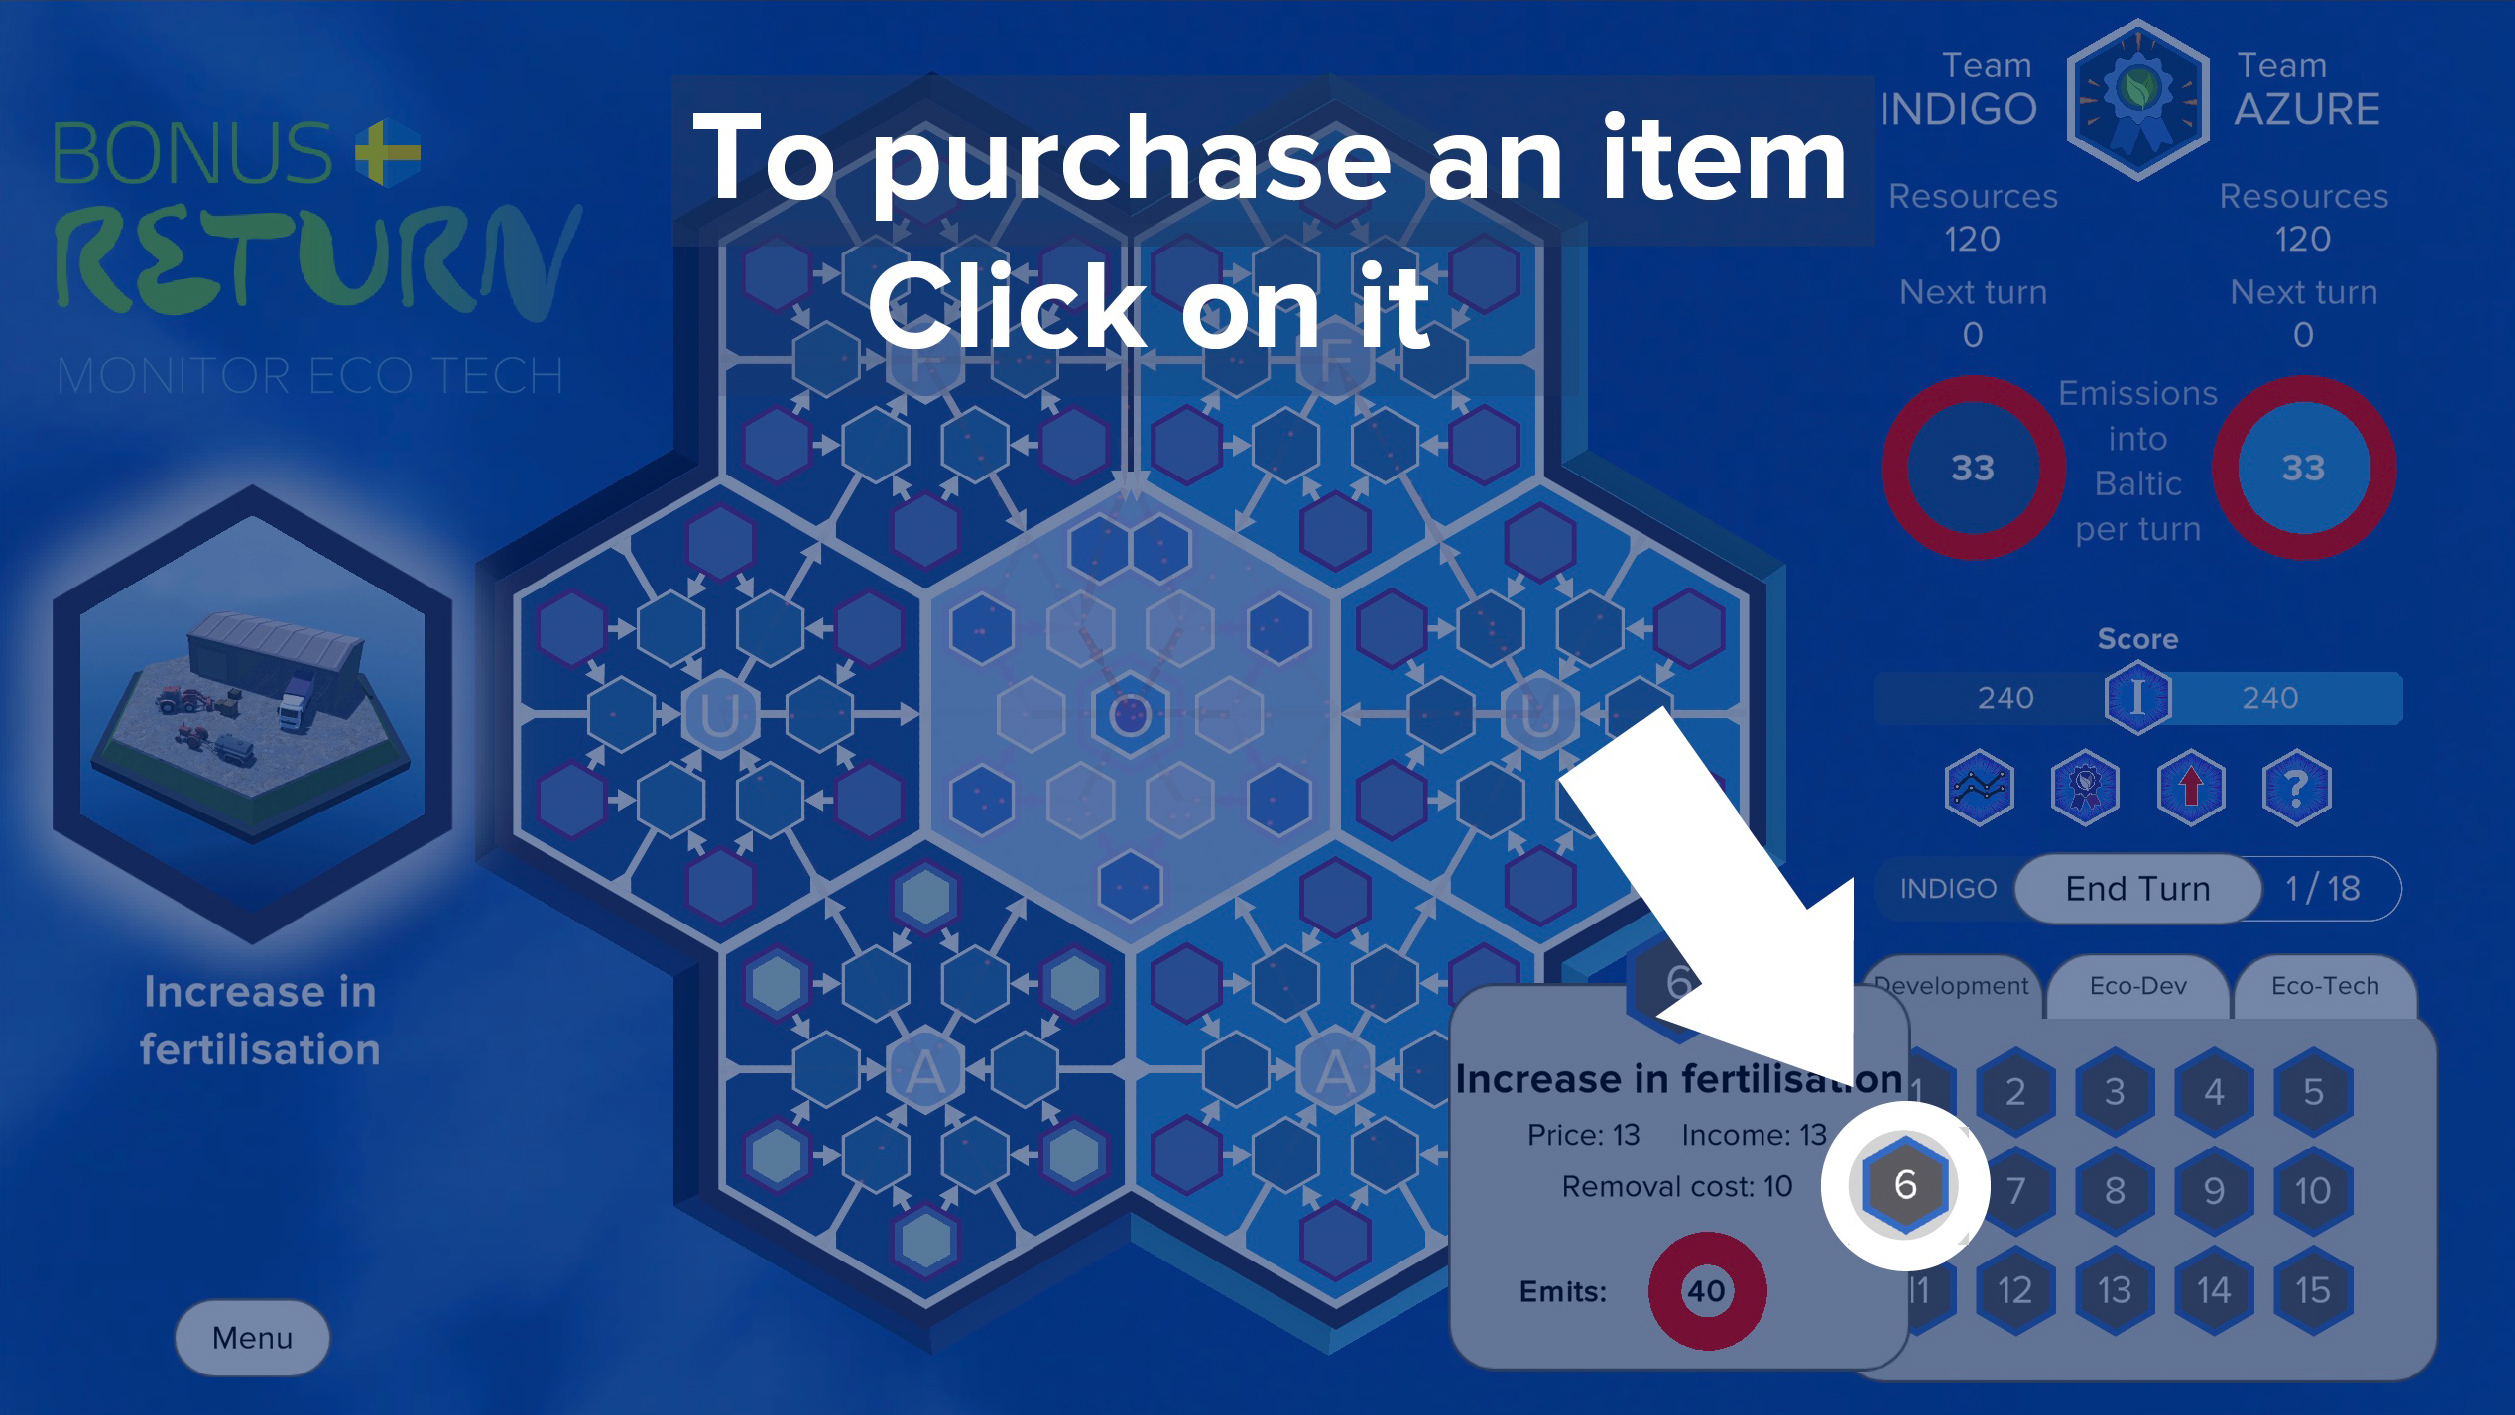 To purchase an item
Click on it
BONUS
RETURN
MONITOR ECO TECH
Team
INDIGO
Team
AZURE
Resources
120
Resources
120
Next turn
0
Next turn
0
33
Emissions
into
Baltic
per turn
33
Score
240
I
240
?
INDIGO
End Turn
1 / 18
Development
Eco-Dev
Eco-Tech
1
2
3
4
5
6
7
8
9
10
11
12
13
14
15
6
Increase in fertilisation
Price: 13 Income: 13
Removal cost: 10
Emits:
40
F
F
U
U
A
A
Increase in
fertilisation
Menu